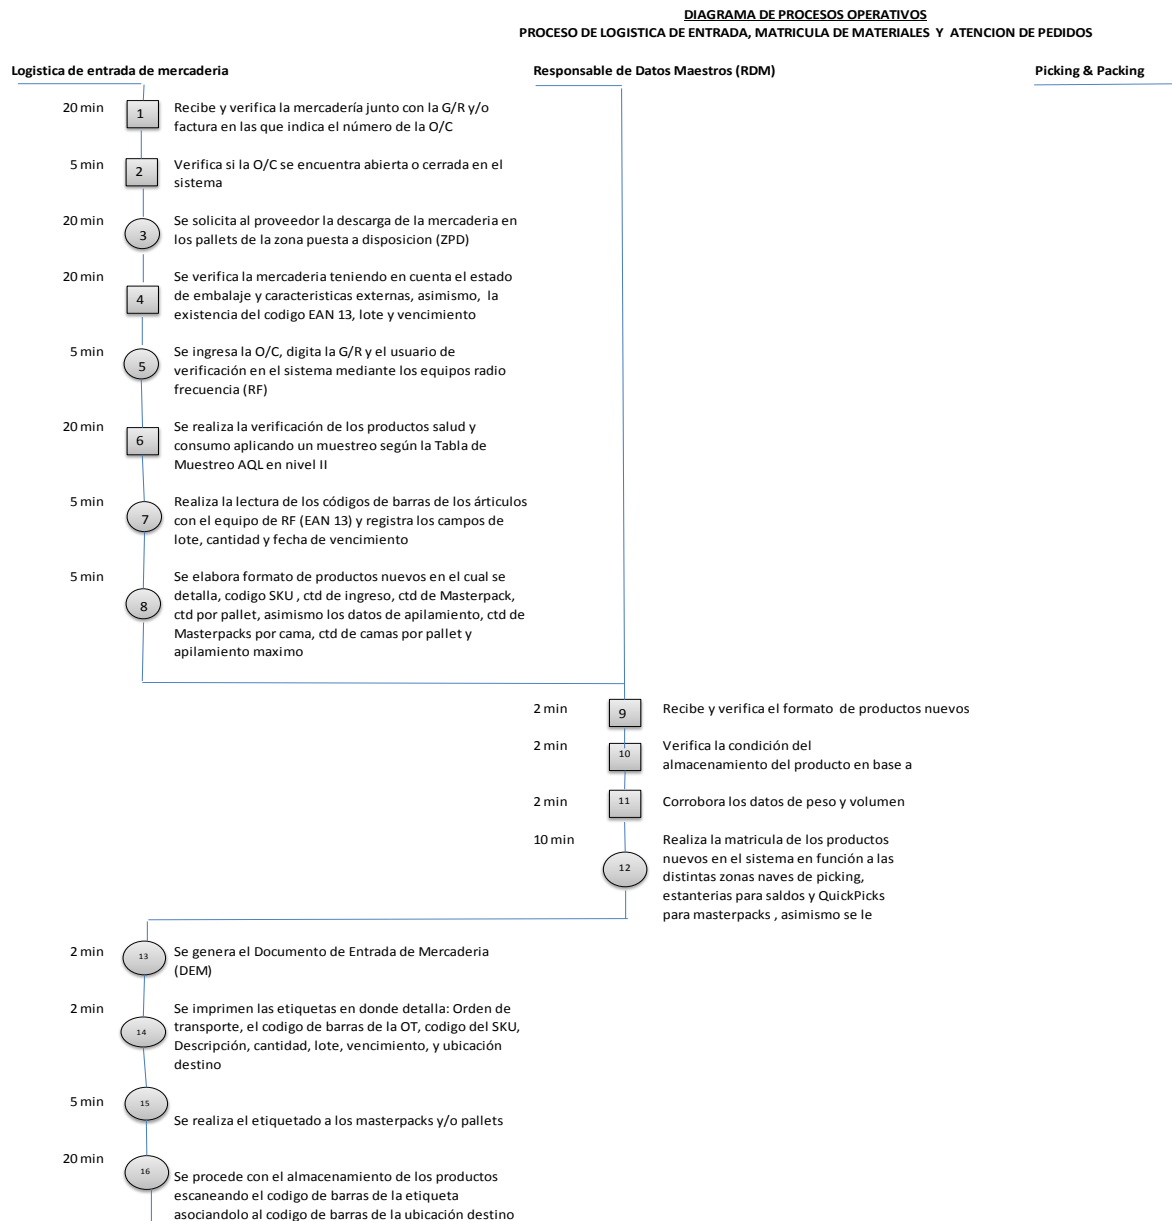 DIAGRAMA DE PROCESOS OPERATIVOS
PROCESO DE LOGISTICA DE ENTRADA, MATRICULA DE MATERIALES Y ATENCION DE PEDIDOS
Logistica de entrada de mercaderia
Responsable de Datos Maestros (RDM)
Picking & Packing
20 min
1
Recibe y verifica la mercadería junto con la G/R y/o
factura en las que indica el número de la O/C
5 min
2
Verifica si la O/C se encuentra abierta o cerrada en el
sistema
20 min
3
Se solicita al proveedor la descarga de la mercaderia en
los pallets de la zona puesta a disposicion (ZPD)
20 min
4
Se verifica la mercaderia teniendo en cuenta el estado
de embalaje y caracteristicas externas, asimismo, la
existencia del codigo EAN 13, lote y vencimiento
5 min
5
Se ingresa la O/C, digita la G/R y el usuario de
verificación en el sistema mediante los equipos radio
frecuencia (RF)
20 min
6
Se realiza la verificación de los productos salud y
consumo aplicando un muestreo según la Tabla de
Muestreo AQL en nivel II
5 min
7
Realiza la lectura de los códigos de barras de los árticulos
con el equipo de RF (EAN 13) y registra los campos de
lote, cantidad y fecha de vencimiento
5 min
8
Se elabora formato de productos nuevos en el cual se
detalla, codigo SKU , ctd de ingreso, ctd de Masterpack,
ctd por pallet, asimismo los datos de apilamiento, ctd de
Masterpacks por cama, ctd de camas por pallet y
apilamiento maximo
2 min
9
Recibe y verifica el formato de productos nuevos
2 min
10
Verifica la condición del
almacenamiento del producto en base a
2 min
11
Corrobora los datos de peso y volumen
10 min
12
Realiza la matricula de los productos
nuevos en el sistema en función a las
distintas zonas naves de picking,
estanterias para saldos y QuickPicks
para masterpacks , asimismo se le
2 min
13
Se genera el Documento de Entrada de Mercaderia
(DEM)
2 min
14
Se imprimen las etiquetas en donde detalla: Orden de
transporte, el codigo de barras de la OT, codigo del SKU,
Descripción, cantidad, lote, vencimiento, y ubicación
destino
5 min
15
Se realiza el etiquetado a los masterpacks y/o pallets
20 min
16
Se procede con el almacenamiento de los productos
escaneando el codigo de barras de la etiqueta
asociandolo al codigo de barras de la ubicación destino